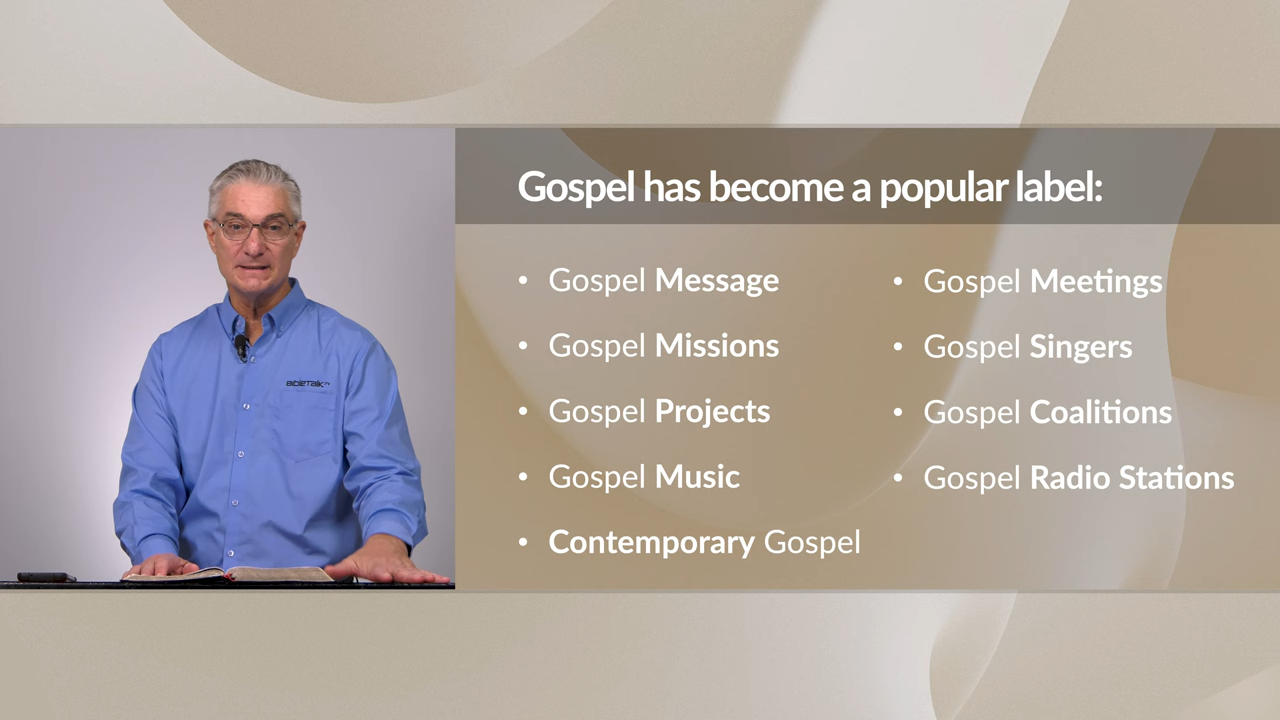 Gospel has become a popular label:
• Gospel Message
• Gospel Missions
• Gospel Projects
• Gospel Music
• Contemporary Gospel
• Gospel Meetings
• Gospel Singers
• Gospel Coalitions
• Gospel Radio Stations
BibleTalk